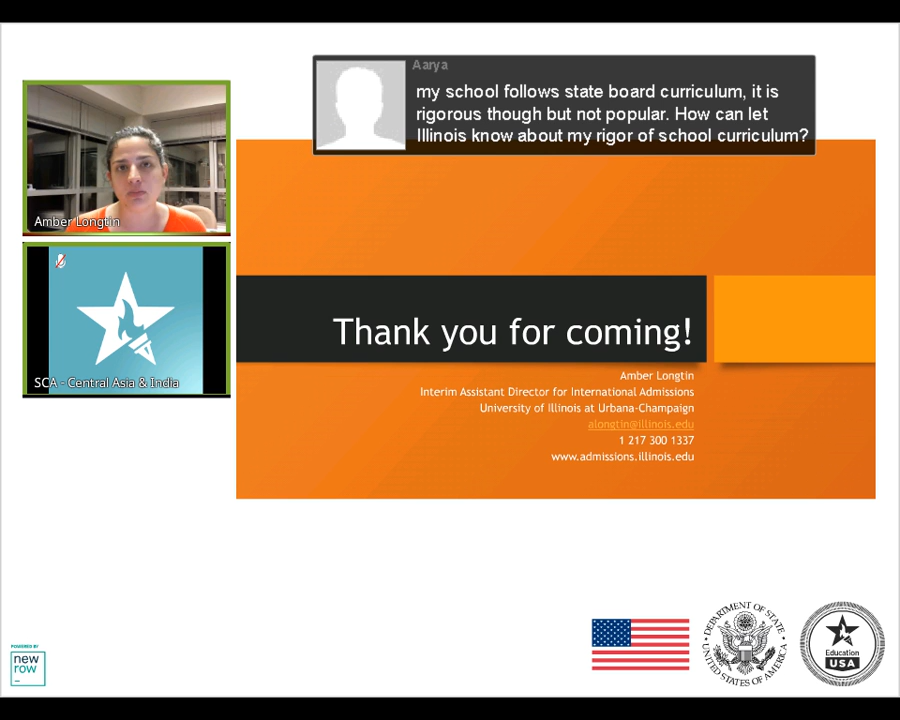 Aarya
my school follows state board curriculum, it is
rigorous though but not popular. How can let
Illinois know about my rigor of school curriculum?
Amber Longtin
SCA - Central Asia & India
Thank you for coming!
Amber Longtin
Interim Assistant Director for International Admissions
University of Illinois at Urbana-Champaign
alongtin@illinois.edu
1 217 300 1337
www.admissions.illinois.edu
POWERED BY
new
row
DEPARTMENT OF STATE
UNITED STATES OF AMERICA
Education
USA